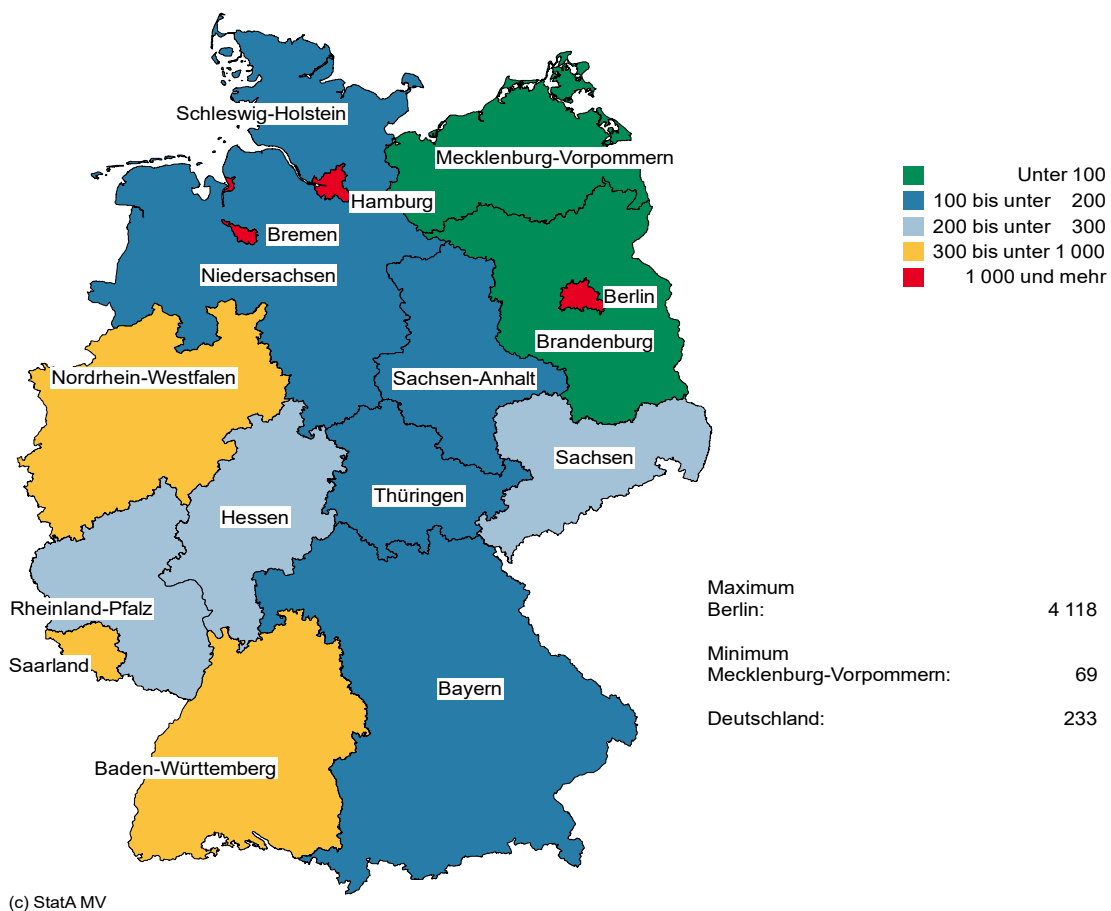 Schleswig-Holstein
Mecklenburg-Vorpommern
Hamburg
Bremen
Niedersachsen
Berlin
Brandenburg
Nordrhein-Westfalen
Sachsen-Anhalt
Sachsen
Thüringen
Hessen
Rheinland-Pfalz
Saarland
Bayern
Baden-Württemberg
Unter 100
100 bis unter 200
200 bis unter 300
300 bis unter 1 000
1 000 und mehr
Maximum
Berlin: 4 118
Minimum
Mecklenburg-Vorpommern: 69
Deutschland: 233
(c) StatA MV